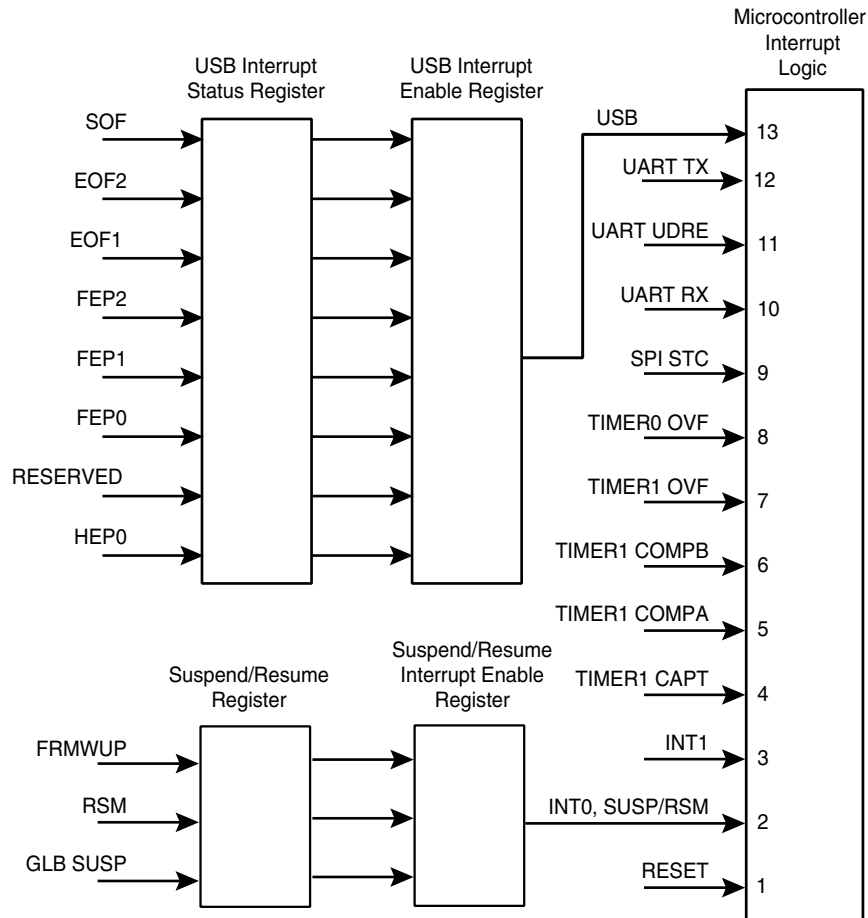 Microcontroller
Interrupt
Logic
USB Interrupt
Status Register
USB Interrupt
Enable Register
SOF
EOF2
EOF1
FEP2
FEP1
FEP0
RESERVED
HEP0
USB
13
UART TX
12
UART UDRE
11
UART RX
10
SPI STC
9
TIMER0 OVF
8
TIMER1 OVF
7
TIMER1 COMPB
6
TIMER1 COMPA
5
TIMER1 CAPT
4
INT1
3
INT0, SUSP/RSM
2
RESET
1
Suspend/Resume
Register
Suspend/Resume
Interrupt Enable
Register
FRMWUP
RSM
GLB SUSP